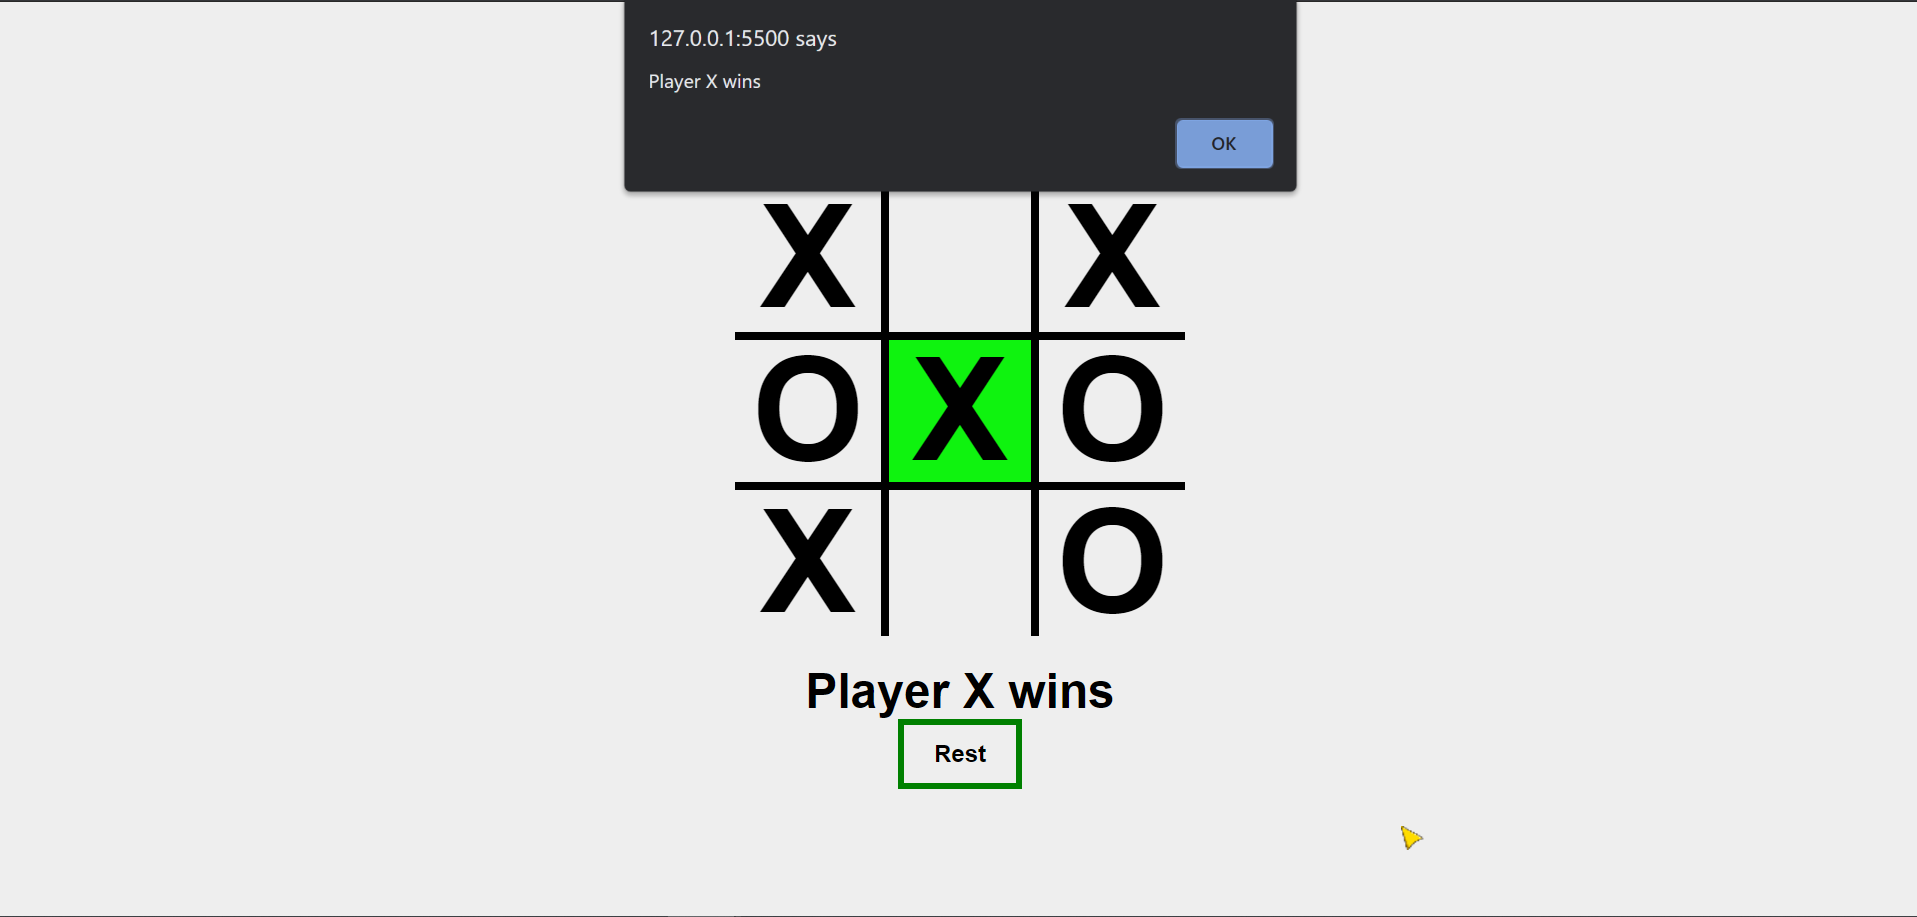 127.0.0.1:5500 says
Player X wins
OK
X X
O X O
X O
Player X wins
Rest